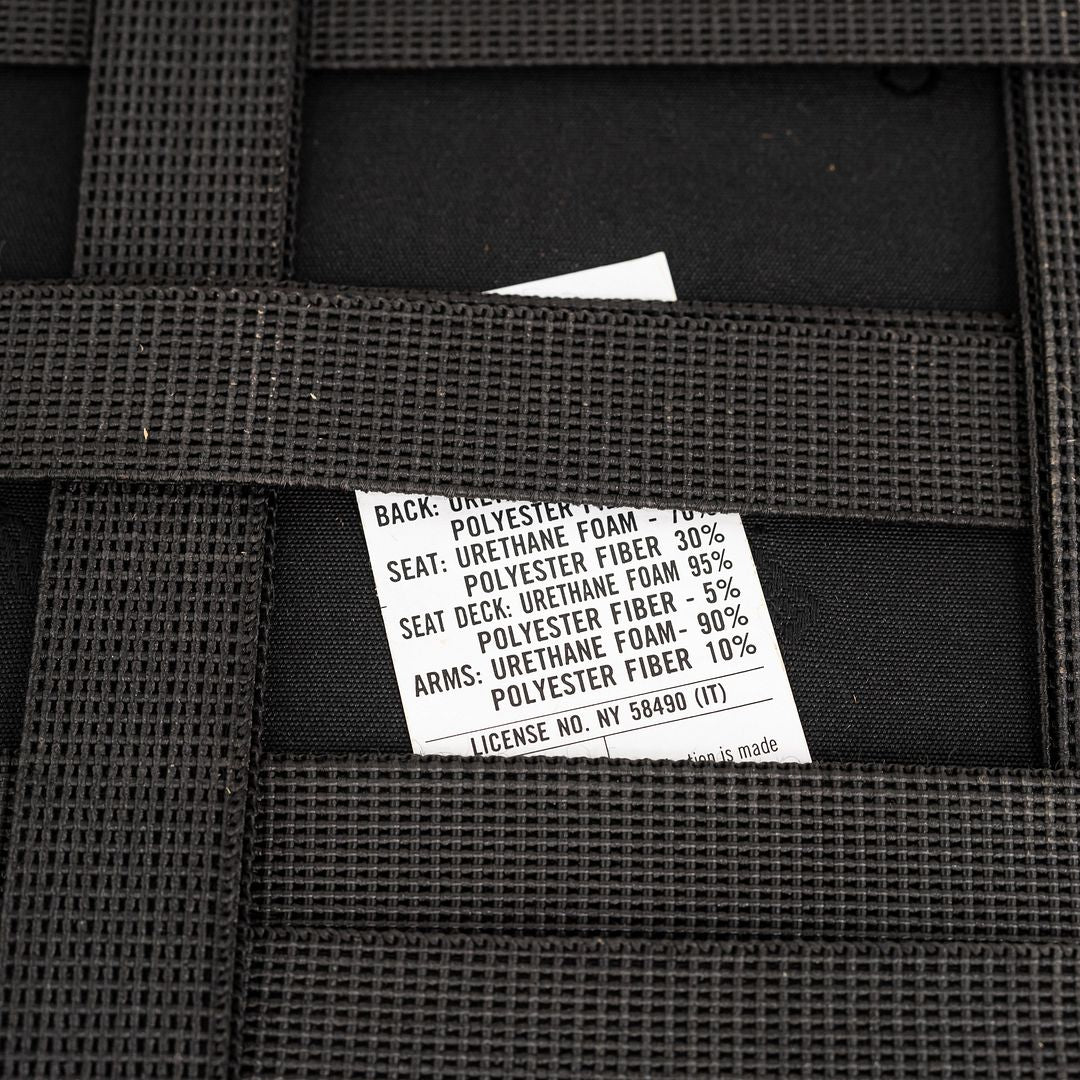 BACK:
POLYESTER
SEAT: URETHANE FOAM - 70%
POLYESTER FIBER 30%
SEAT DECK: URETHANE FOAM 95%
POLYESTER FIBER - 5%
ARMS: URETHANE FOAM- 90%
POLYESTER FIBER 10%
LICENSE NO. NY 58490 (IT)
is made